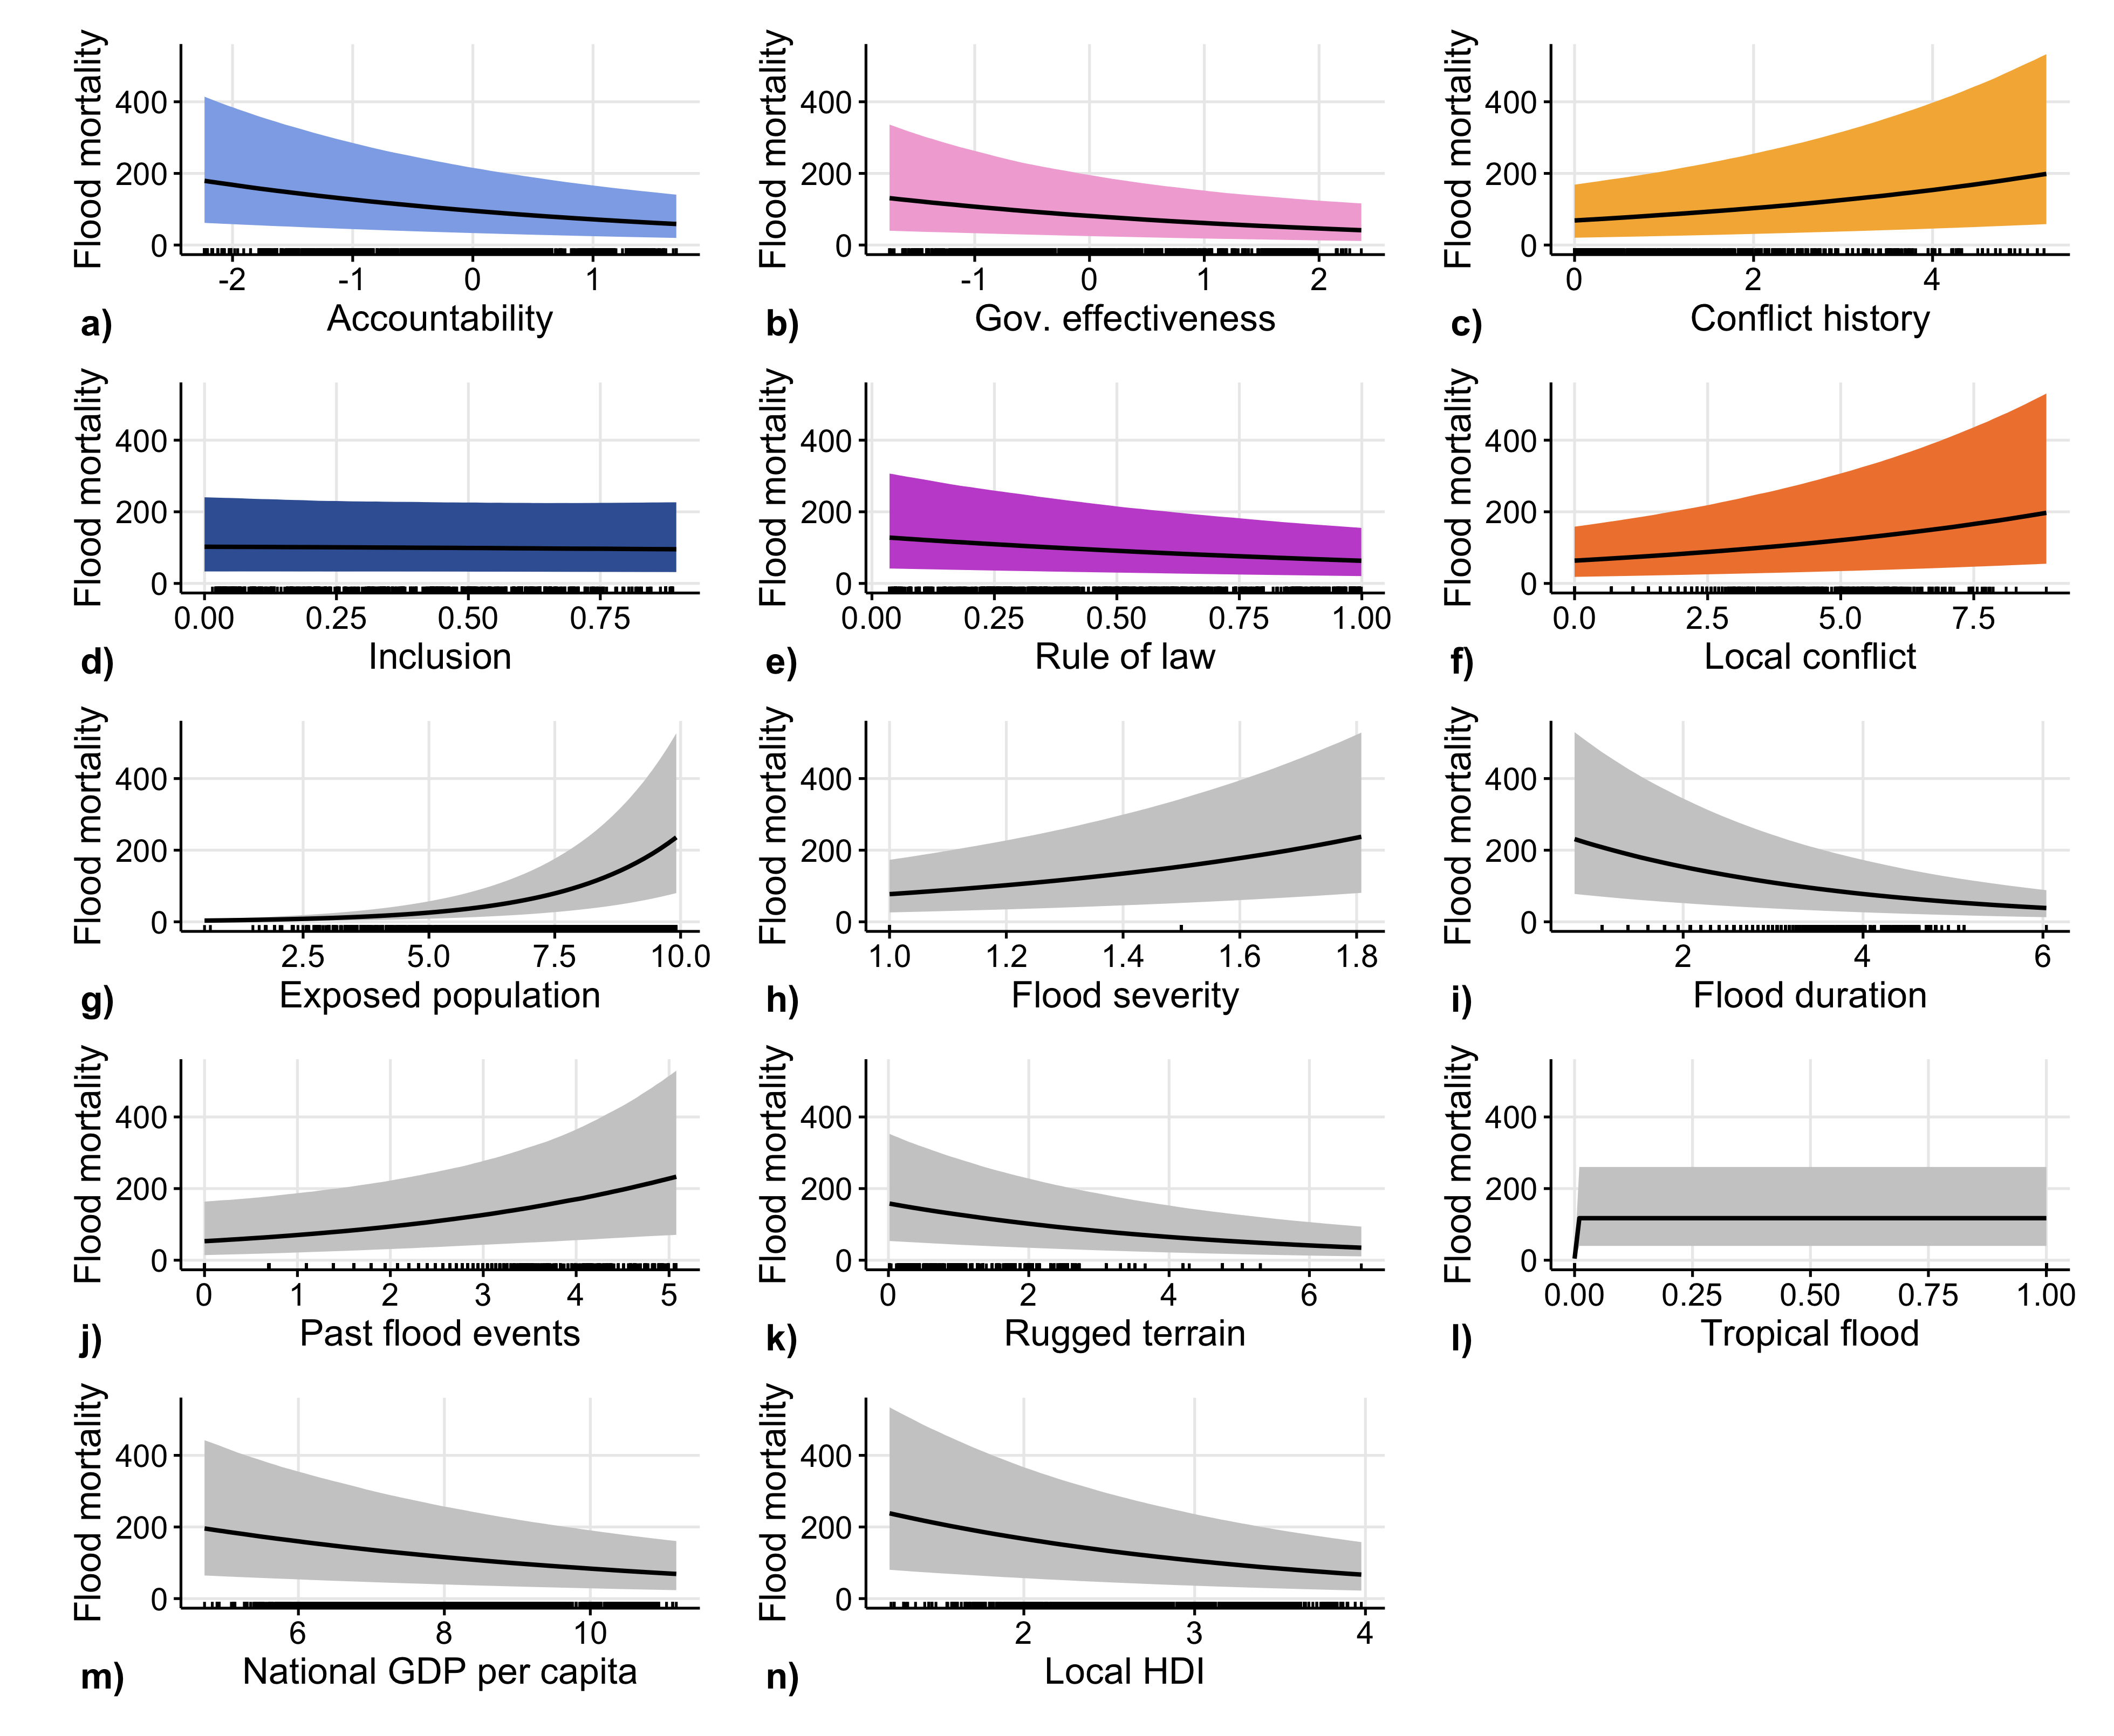 Flood mortality
400
200
0
-2 -1 0 1
a) Accountability
Flood mortality
400
200
0
-1 0 1 2
b) Gov. effectiveness
Flood mortality
400
200
0
0 2 4
c) Conflict history
Flood mortality
400
200
0
0.00 0.25 0.50 0.75
d) Inclusion
Flood mortality
400
200
0
0.00 0.25 0.50 0.75 1.00
e) Rule of law
Flood mortality
400
200
0
0.0 2.5 5.0 7.5
f) Local conflict
Flood mortality
400
200
0
2.5 5.0 7.5 10.0
g) Exposed population
Flood mortality
400
200
0
1.0 1.2 1.4 1.6 1.8
h) Flood severity
Flood mortality
400
200
0
2 4 6
i) Flood duration
Flood mortality
400
200
0
0 1 2 3 4 5
j) Past flood events
Flood mortality
400
200
0
0 2 4 6
k) Rugged terrain
Flood mortality
400
200
0
0.00 0.25 0.50 0.75 1.00
l) Tropical flood
Flood mortality
400
200
0
6 8 10
m) National GDP per capita
Flood mortality
400
200
0
2 3 4
n) Local HDI